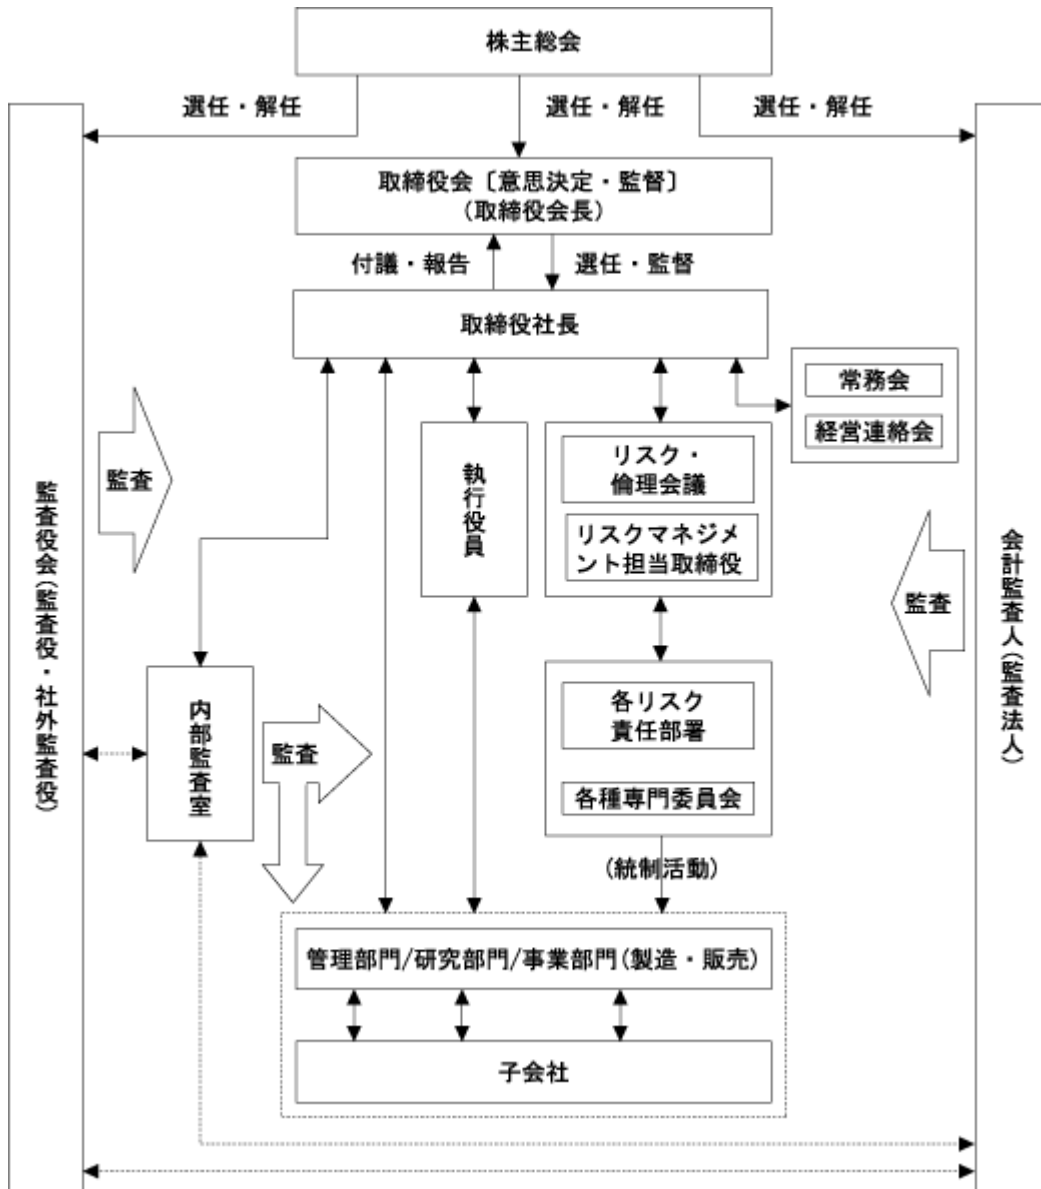 株主総会
選任・解任
選任・解任
選任・解任
取締役会〔意思決定・監督〕
(取締役会長)
付議・報告
選任・監督
取締役社長
常務会
経営連絡会
監査
執行役員
リスク・
倫理会議
リスクマネジメ
ント担当取締役
監査役会(監査役・社外監査役)
会計監査人(監査法人)
監査
内部監査室
監査
各リスク
責任部署
各種専門委員会
(統制活動)
管理部門/研究部門/事業部門(製造・販売)
子会社